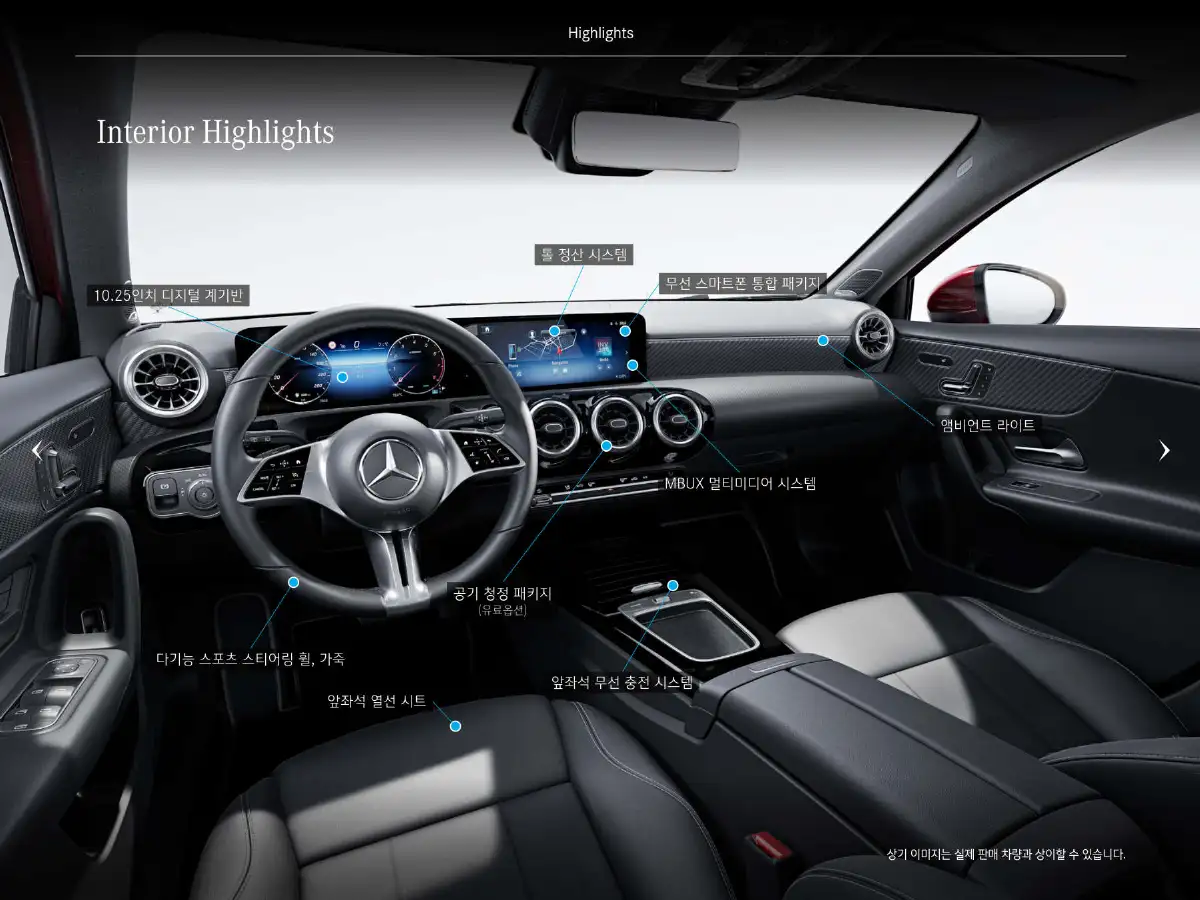 Highlights
Interior Highlights
톨 정산 시스템
무선 스마트폰 통합 패키지
10.25인치 디지털 계기반
앰비언트 라이트
MBUX 멀티미디어 시스템
공기 청정 패키지
(유료옵션)
다기능 스포츠 스티어링 휠, 가죽
앞좌석 무선 충전 시스템
앞좌석 열선 시트
상기 이미지는 실제 판매 차량과 상이할 수 있습니다.